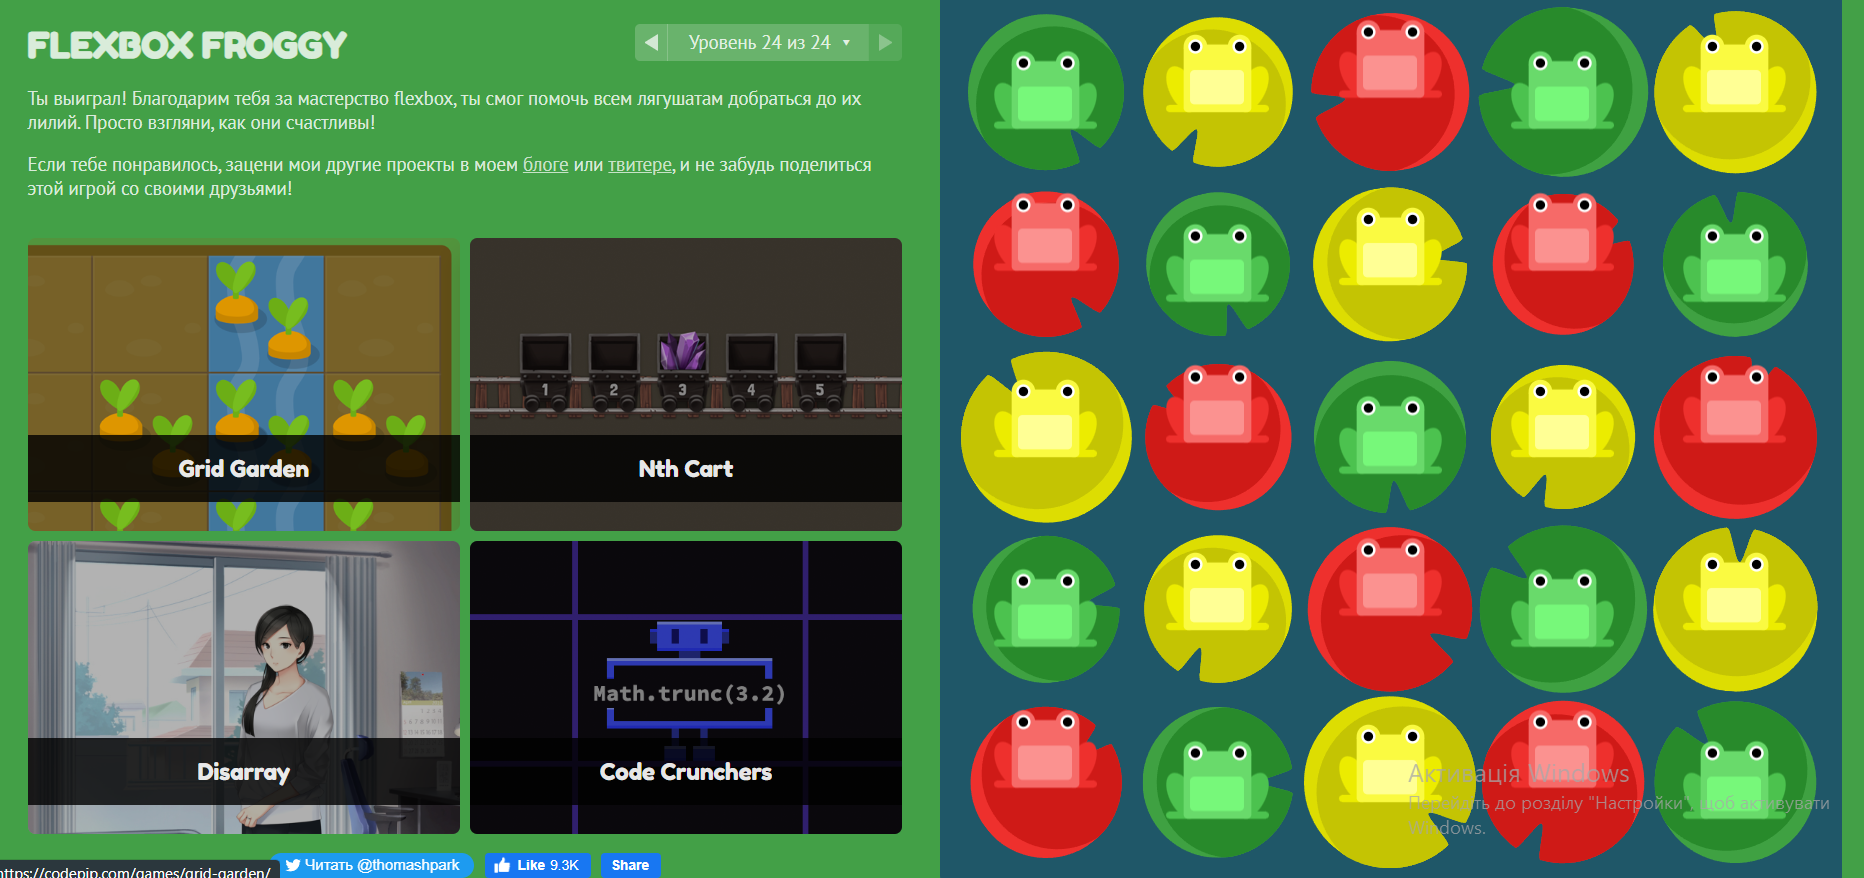 FLEXBOX FROGGY
◀ Уровень 24 из 24 ▼ ▶
Ты выиграл! Благодарим тебя за мастерство flexbox, ты смог помочь всем лягушатам добраться до их
лилий. Просто взгляни, как они счастливы!
Если тебе понравилось, зацени мои другие проекты в моем блоге или твитере, и не забудь поделиться
этой игрой со своими друзьями!
1 2 3 4 5
Grid Garden
Nth Cart
Math.trunc(3.2)
Disarray
Code Crunchers
Активація Windows
Перейдіть до розділу "Настройки", щоб активувати
Windows.
Читать @thomashpark
Like 9.3K
Share
https://codepip.com/games/grid-garden/